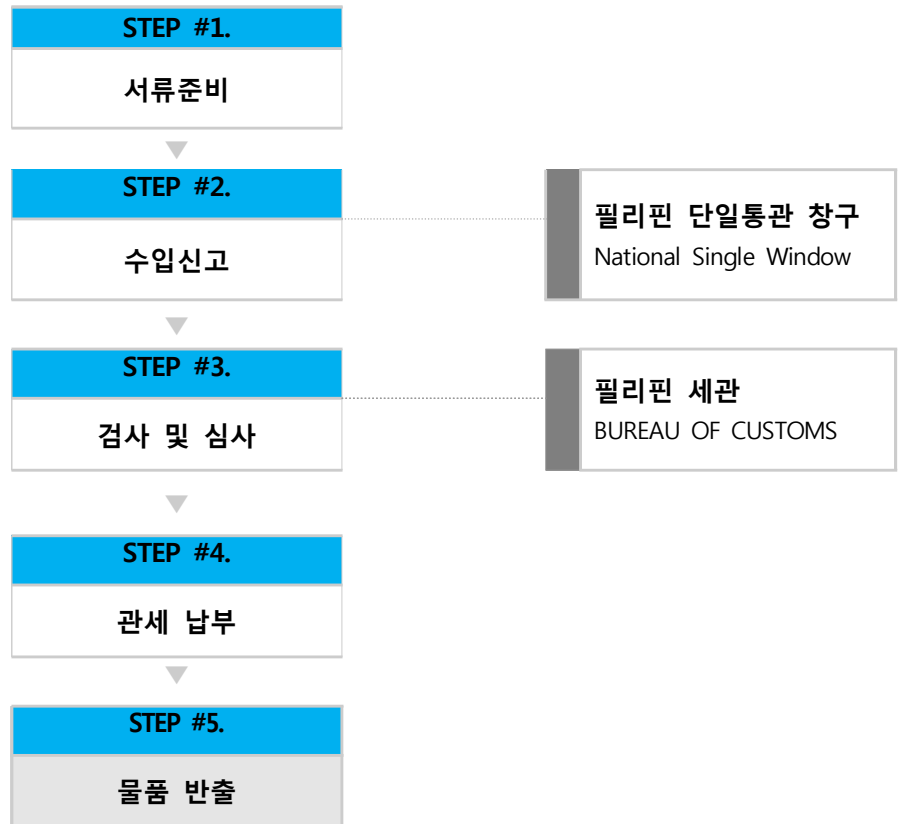 STEP #1.
서류준비
STEP #2.
수입신고
필리핀 단일통관 창구
National Single Window
STEP #3.
검사 및 심사
필리핀 세관
BUREAU OF CUSTOMS
STEP #4.
관세 납부
STEP #5.
물품 반출